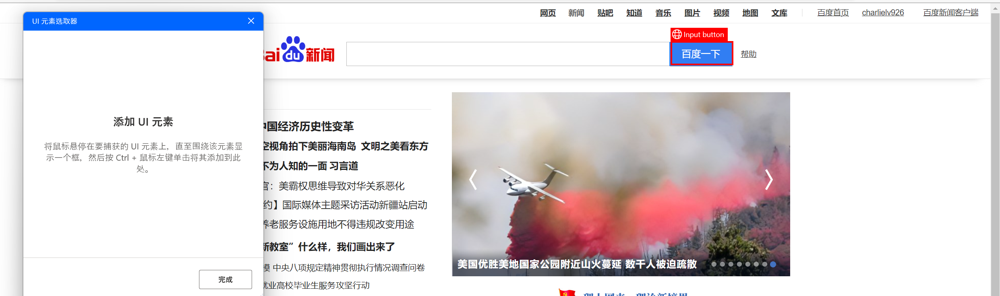 网页 新闻 贴吧 知道 音乐 图片 视频 地图 文库 百度首页 charlielv926 百度新闻客户端
UI 元素选取器
Input button
Bai du 新闻
百度一下 帮助
添加 UI 元素
将鼠标悬停在要捕获的 UI 元素上，直至围绕该元素显
示一个框，然后按 Ctrl + 鼠标左键单击将其添加到此
处。
完成
中国经济历史性变革
空视角拍下美丽海南岛 文明之美看东方
不为人知的一面 习言道
官：美霸权思维导致对华关系恶化
约】国际媒体主题采访活动新疆站启动
养老服务设施用地不得违规改变用途
新教室”什么样，我们画出来了
模 中央八项规定精神贯彻执行情况调查问卷
就业高校毕业生服务攻坚行动
美国优胜美地国家公园附近山火蔓延 数千人被迫疏散